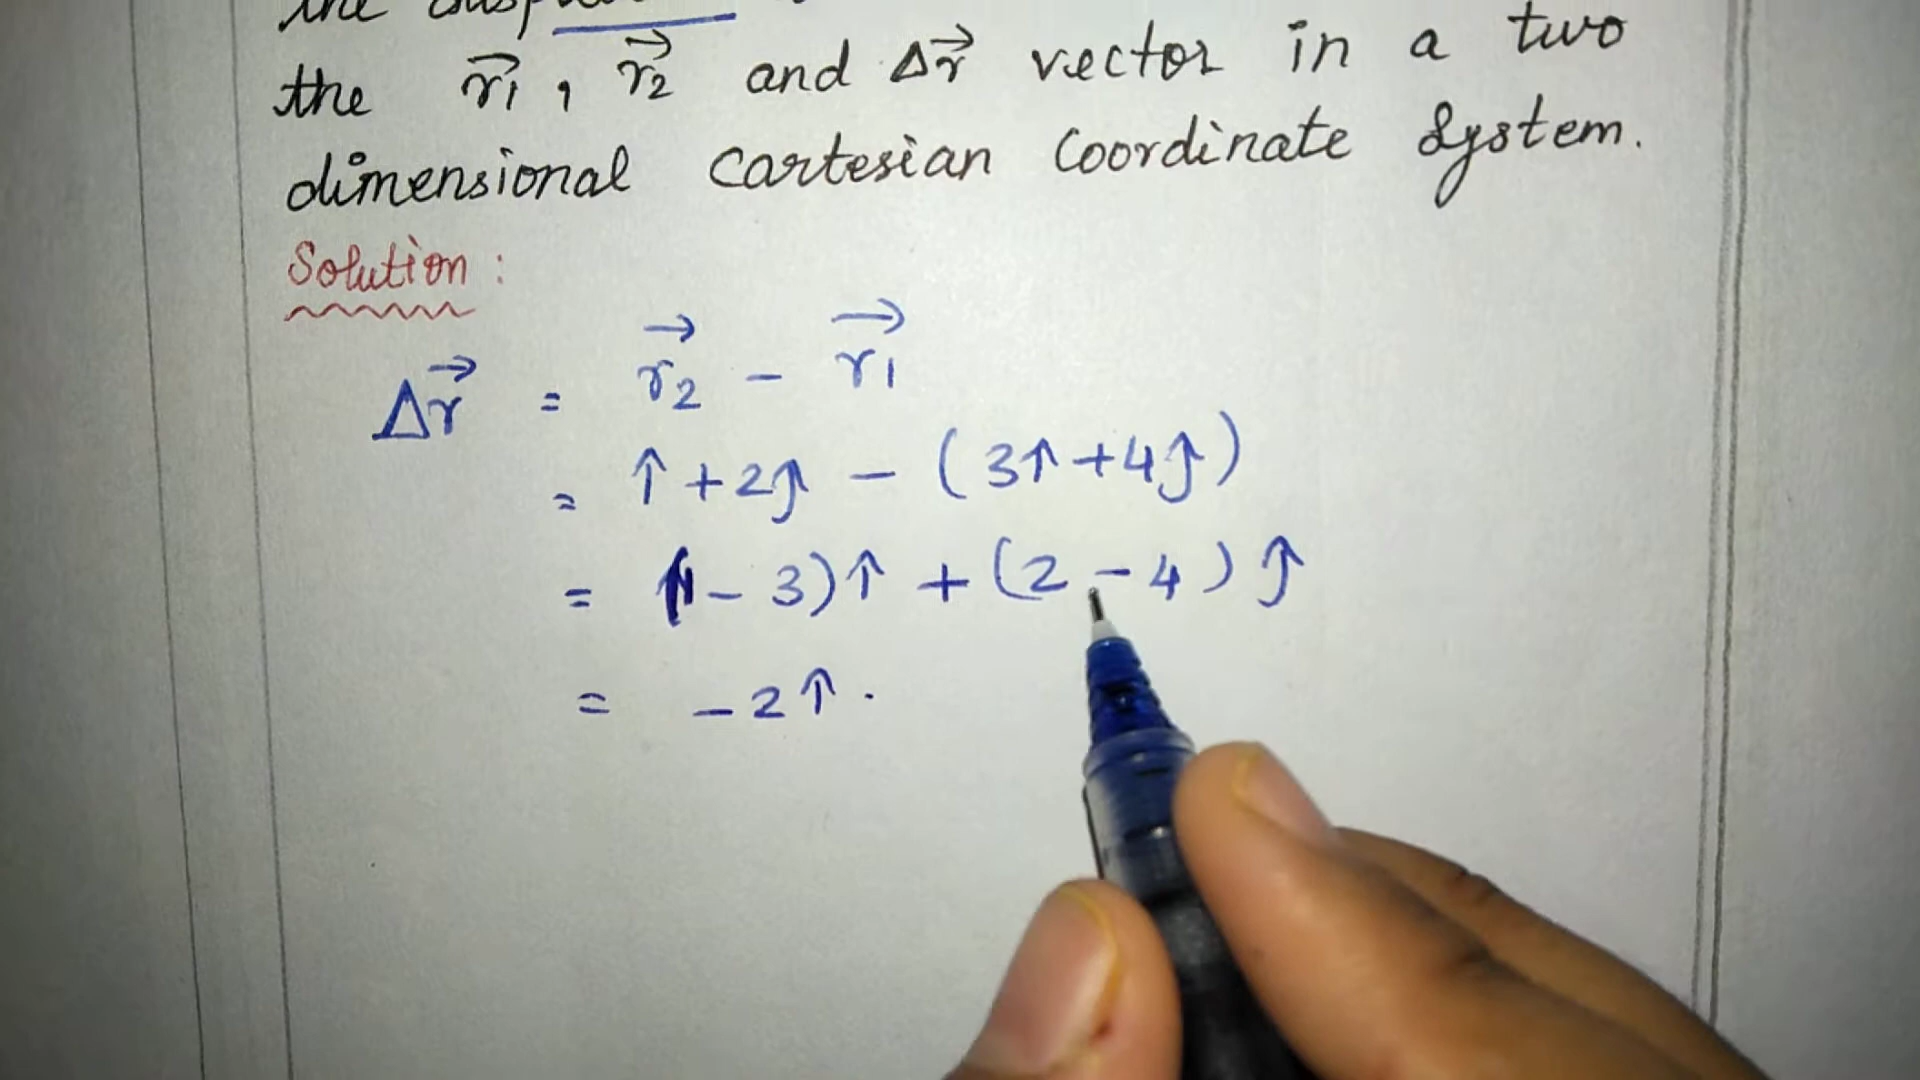 the
the r⃗1 , r⃗2 and Δr⃗ vector in a two
dimensional Cartesian Coordinate System.
Solution :
Δr⃗ = r⃗2 - r⃗1
= î + 2ĵ - (3î + 4ĵ)
= (1 - 3)î + (2 - 4)ĵ
= -2î .